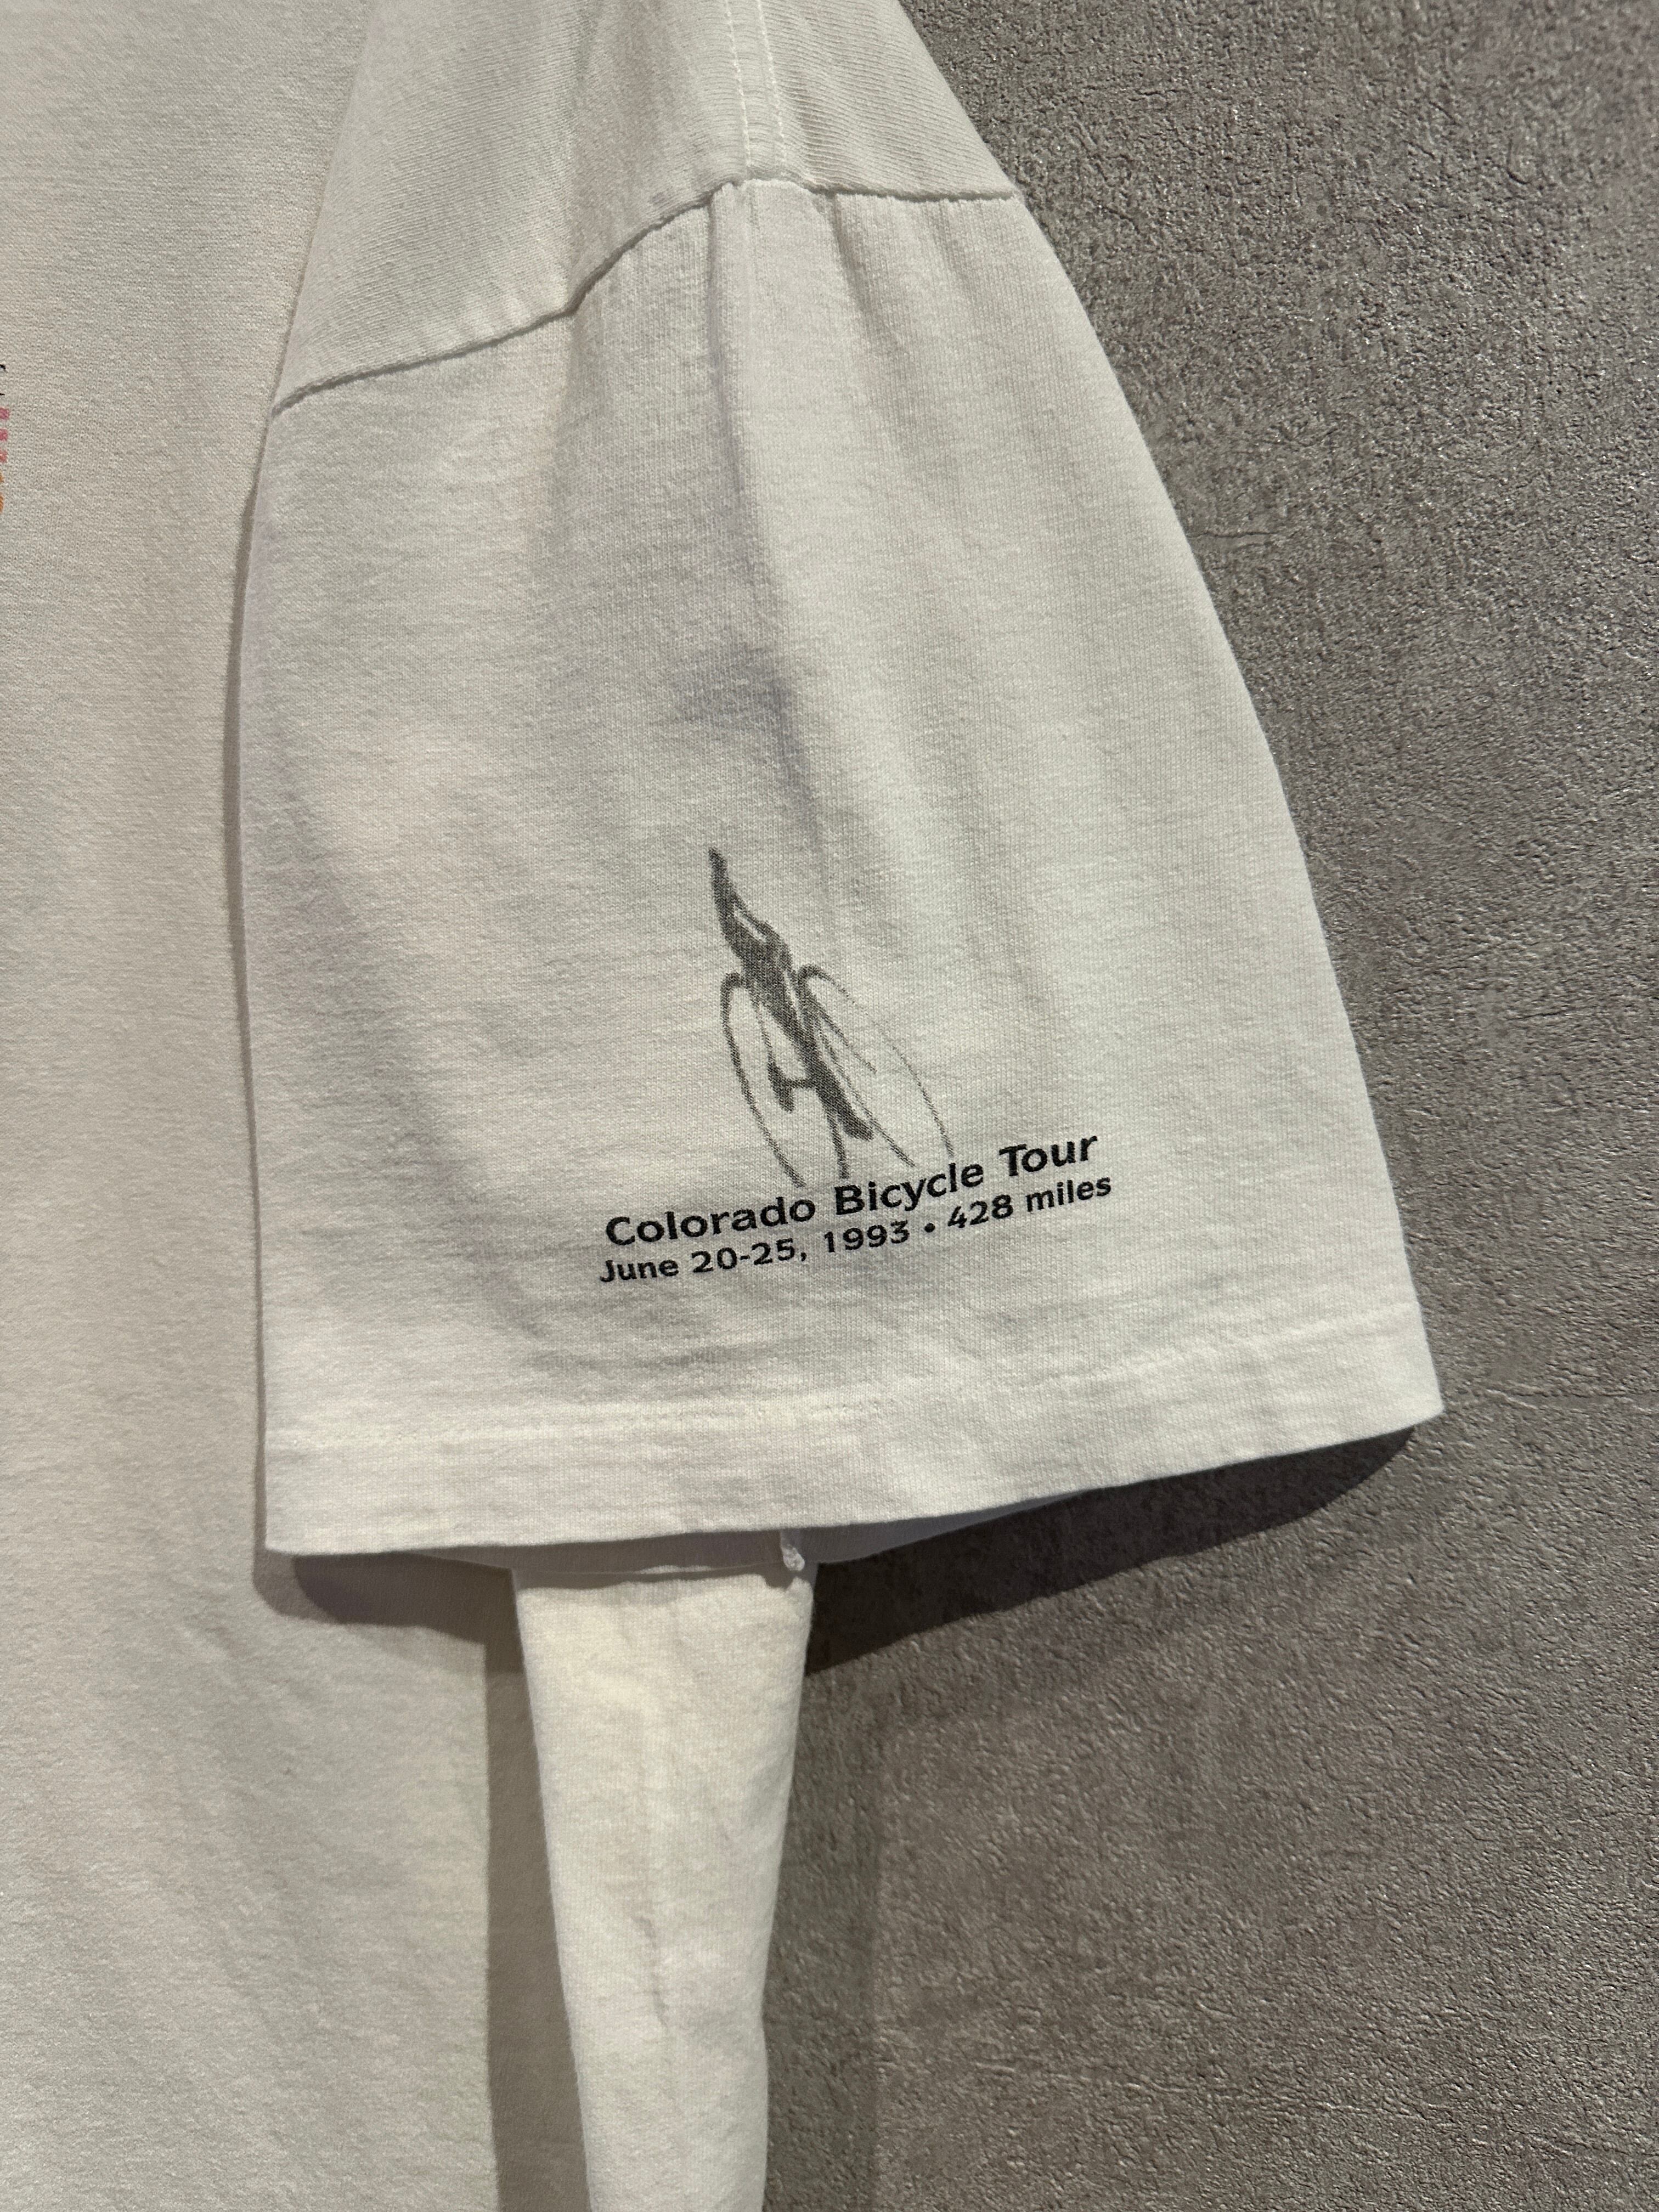 Colorado Bicycle Tour
June 20-25, 1993 • 428 miles